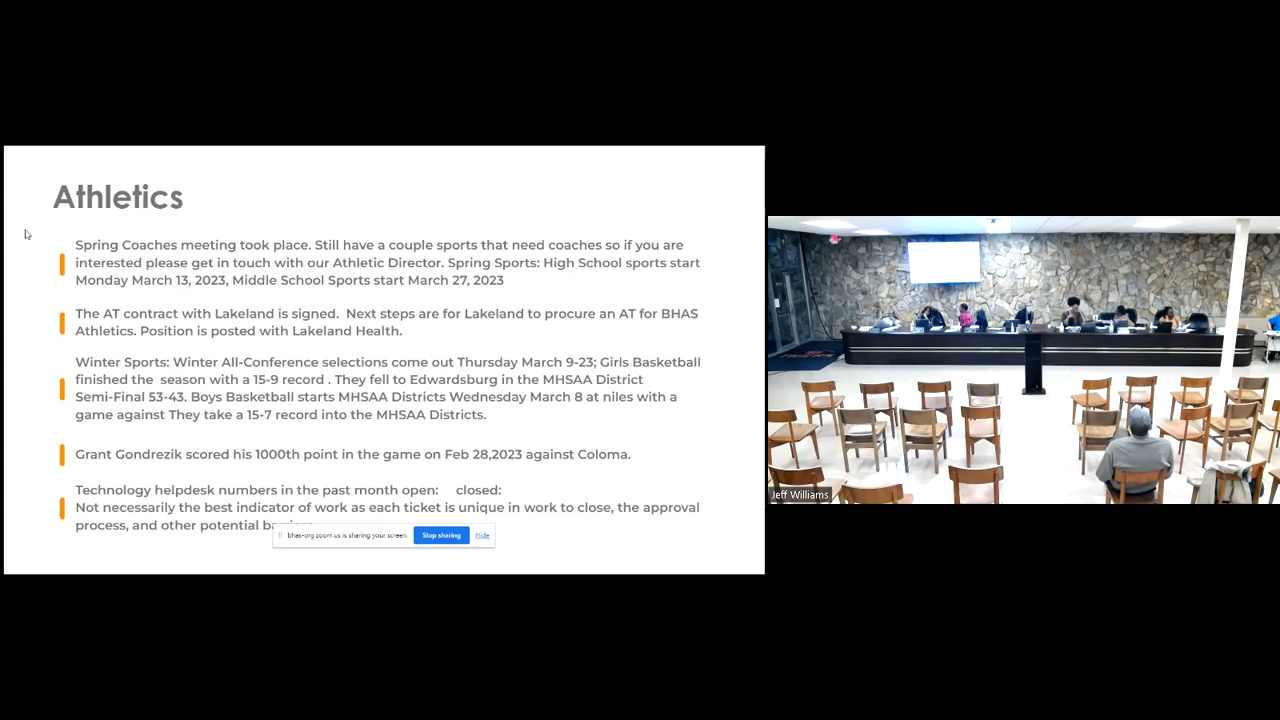 Athletics
Spring Coaches meeting took place. Still have a couple sports that need coaches so if you are
interested please get in touch with our Athletic Director. Spring Sports: High School sports start
Monday March 13, 2023, Middle School Sports start March 27, 2023
The AT contract with Lakeland is signed.  Next steps are for Lakeland to procure an AT for BHAS
Athletics. Position is posted with Lakeland Health.
Winter Sports: Winter All-Conference selections come out Thursday March 9-23; Girls Basketball
finished the  season with a 15-9 record . They fell to Edwardsburg in the MHSAA District
Semi-Final 53-43. Boys Basketball starts MHSAA Districts Wednesday March 8 at niles with a
game against They take a 15-7 record into the MHSAA Districts.
Grant Gondrezik scored his 1000th point in the game on Feb 28,2023 against Coloma.
Technology helpdesk numbers in the past month open:     closed:
Not necessarily the best indicator of work as each ticket is unique in work to close, the approval
process, and other potential
bhas-org.zoom.us is sharing your screen. Stop sharing Hide
Jeff Williams